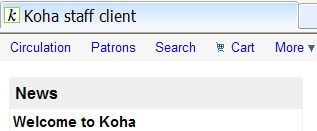 Koha staff client
Circulation Patrons Search Cart More
News
Welcome to Koha